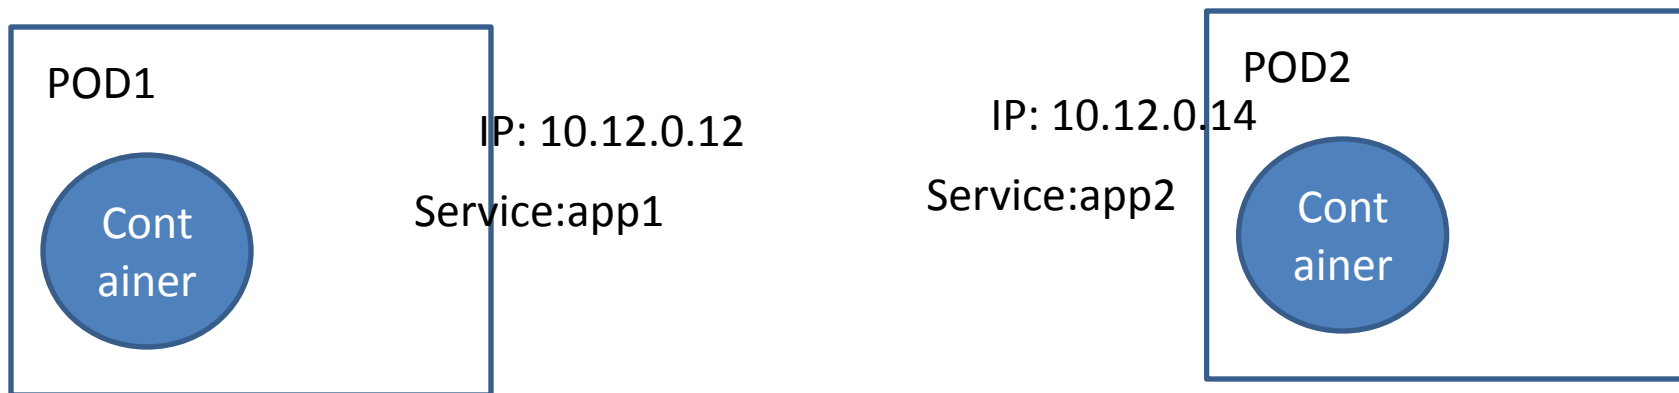 POD1
IP: 10.12.0.12
Service:app1
Cont
ainer
IP: 10.12.0.14
Service:app2
POD2
Cont
ainer